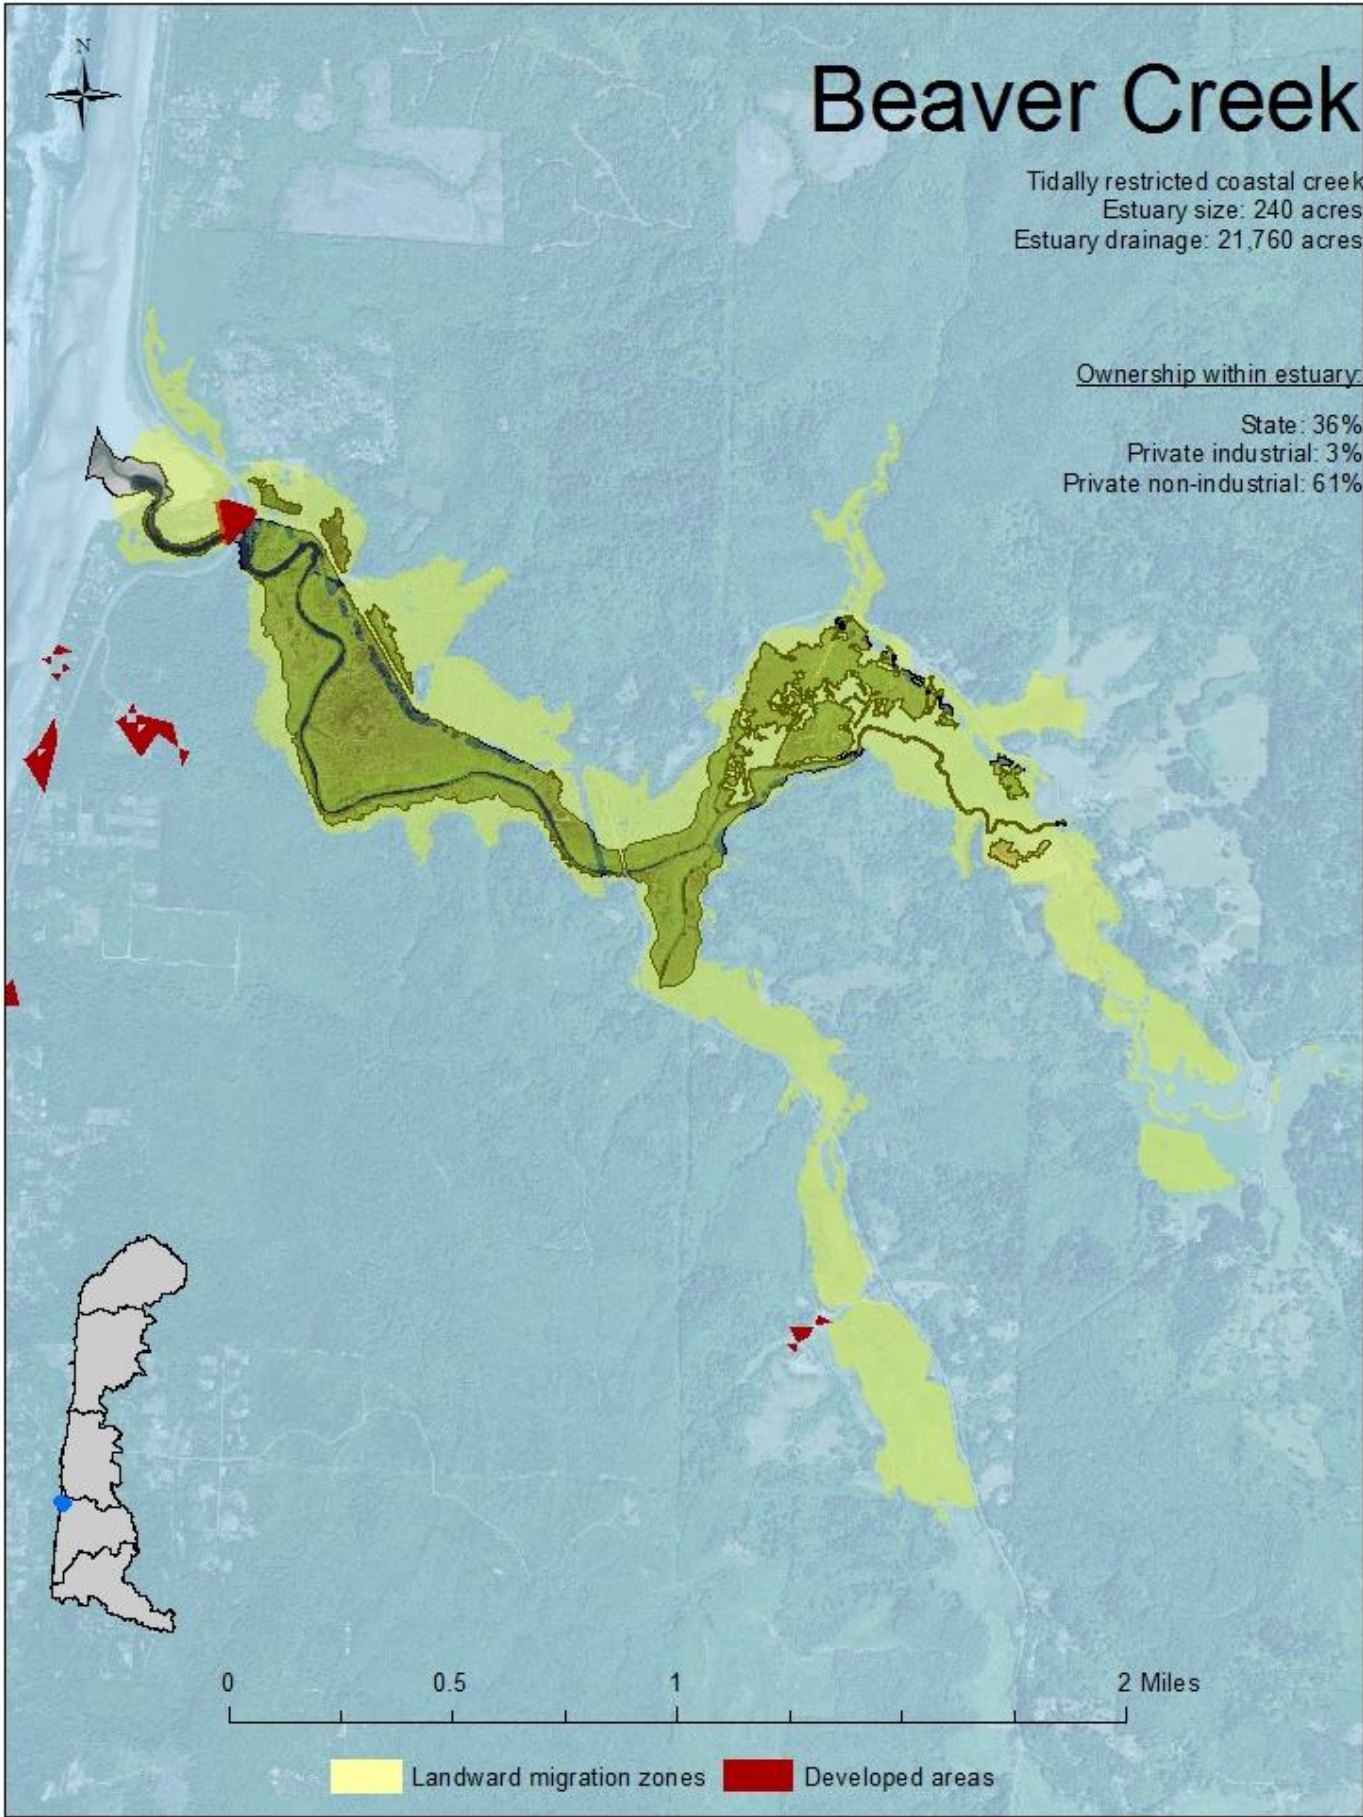 N
Beaver Creek
Tidally restricted coastal creek
Estuary size: 240 acres
Estuary drainage: 21,760 acres
Ownership within estuary:
State: 36%
Private industrial: 3%
Private non-industrial: 61%
0 0.5 1 2 Miles
Landward migration zones Developed areas